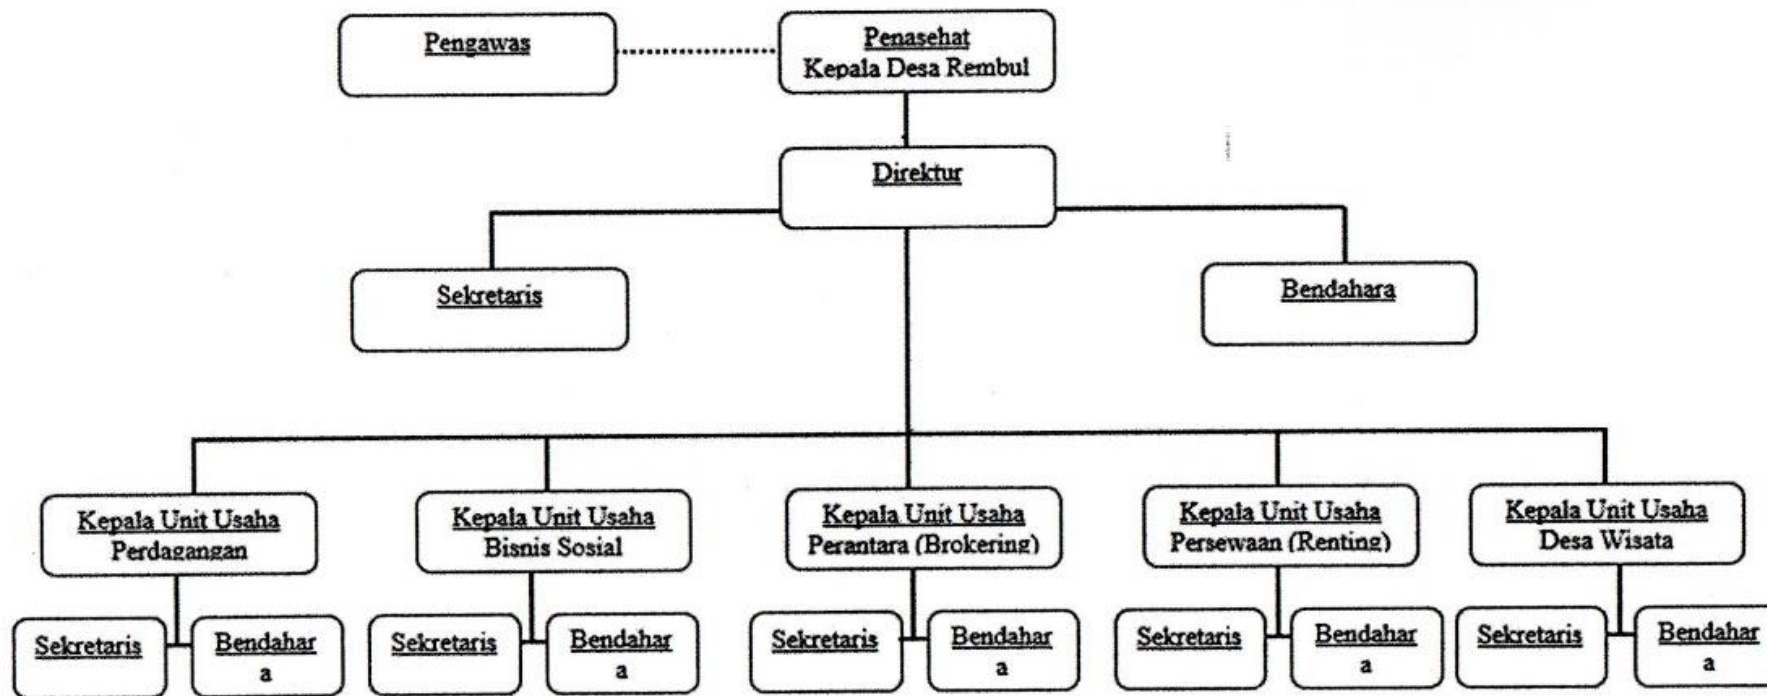 Pengawas
Penasehat
Kepala Desa Rembul
Direktur
Sekretaris
Bendahara
Kepala Unit Usaha
Perdagangan
Kepala Unit Usaha
Bisnis Sosial
Kepala Unit Usaha
Perantara (Brokering)
Kepala Unit Usaha
Persewaan (Renting)
Kepala Unit Usaha
Desa Wisata
Sekretaris
Bendahar
a
Sekretaris
Bendahar
a
Sekretaris
Bendahar
a
Sekretaris
Bendahar
a
Sekretaris
Bendahar
a